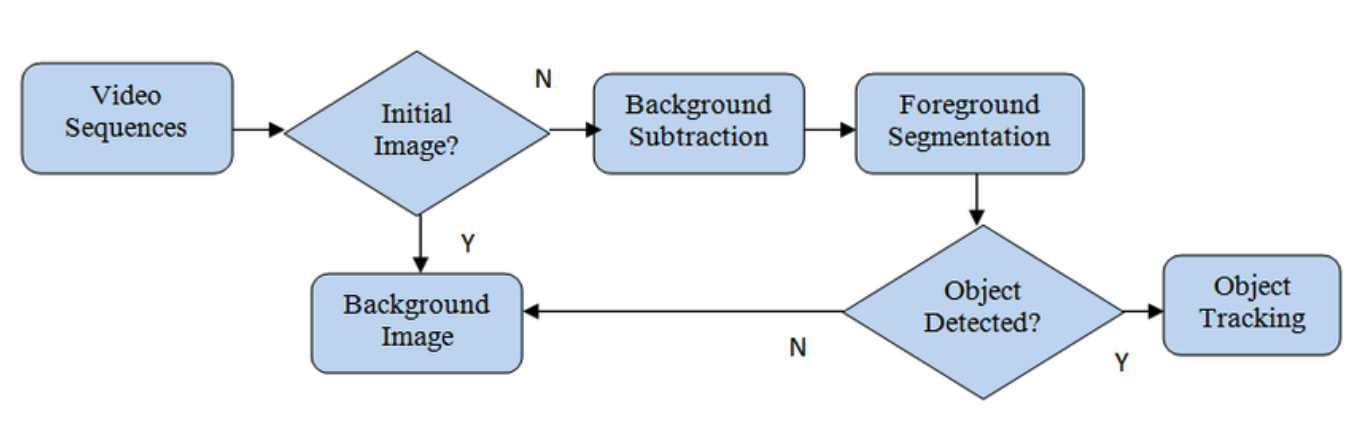 Video
Sequences
Initial
Image?
N
Background
Subtraction
Foreground
Segmentation
Y
Background
Image
N
Object
Detected?
Y
Object
Tracking